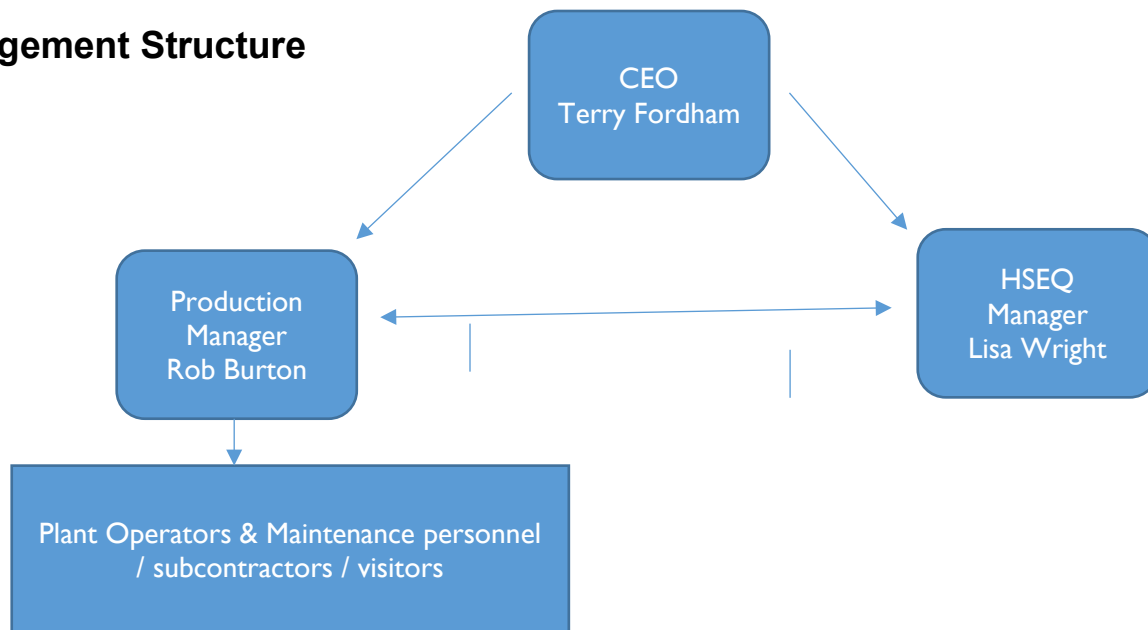 gement Structure
CEO
Terry Fordham
Production
Manager
Rob Burton
HSEQ
Manager
Lisa Wright
Plant Operators & Maintenance personnel
/ subcontractors / visitors